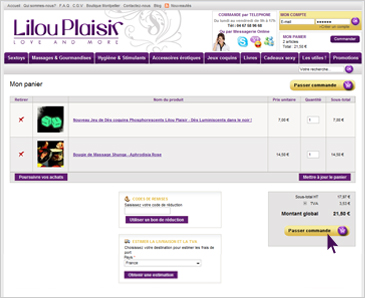 Accueil Qui sommes-nous? F.A.Q. C.G.V. Boutique Montpellier Contactez-nous Blog Nouveautés
Lilou Plaisir
LOVE AND MORE
COMMANDE par TELEPHONE
Du lundi au vendredi de 9h à 17h
Tél : 04 67 58 96 68
Ou par Messagerie Online
MON COMPTE
E-mail
MON PANIER
2 articles
Total : 21,50 €
Commander
Sextoys Massages & Gourmandises Hygiène & Stimulants Accessoires érotiques Jeux coquins Livres Cadeaux sexy Les utiles ! Promotions
Votre recherche...
Mon panier
Passer commande
Retirer Nom du produit Prix unitaire Quantité Sous-total
Nouveau Jeu de Dés coquins Phosphorescents Lilou Plaisir - Dés Luminescents dans le noir !
7,00 € 1 7,00 €
Bougie de Massage Shunga - Aphrodisia Rose
14,50 € 1 14,50 €
Poursuivre vos achats Mettre à jour le panier
CODES DE REMISES
Saisissez votre code de réduction
Utiliser un bon de réduction
ESTIMER LA LIVRAISON ET LA TVA
Choisissez votre destination pour estimer les frais de port
Pays *
France
Obtenir une estimation
Sous-total HT 17,97 €
TVA 3,53 €
Montant global 21,50 €
Passer commande